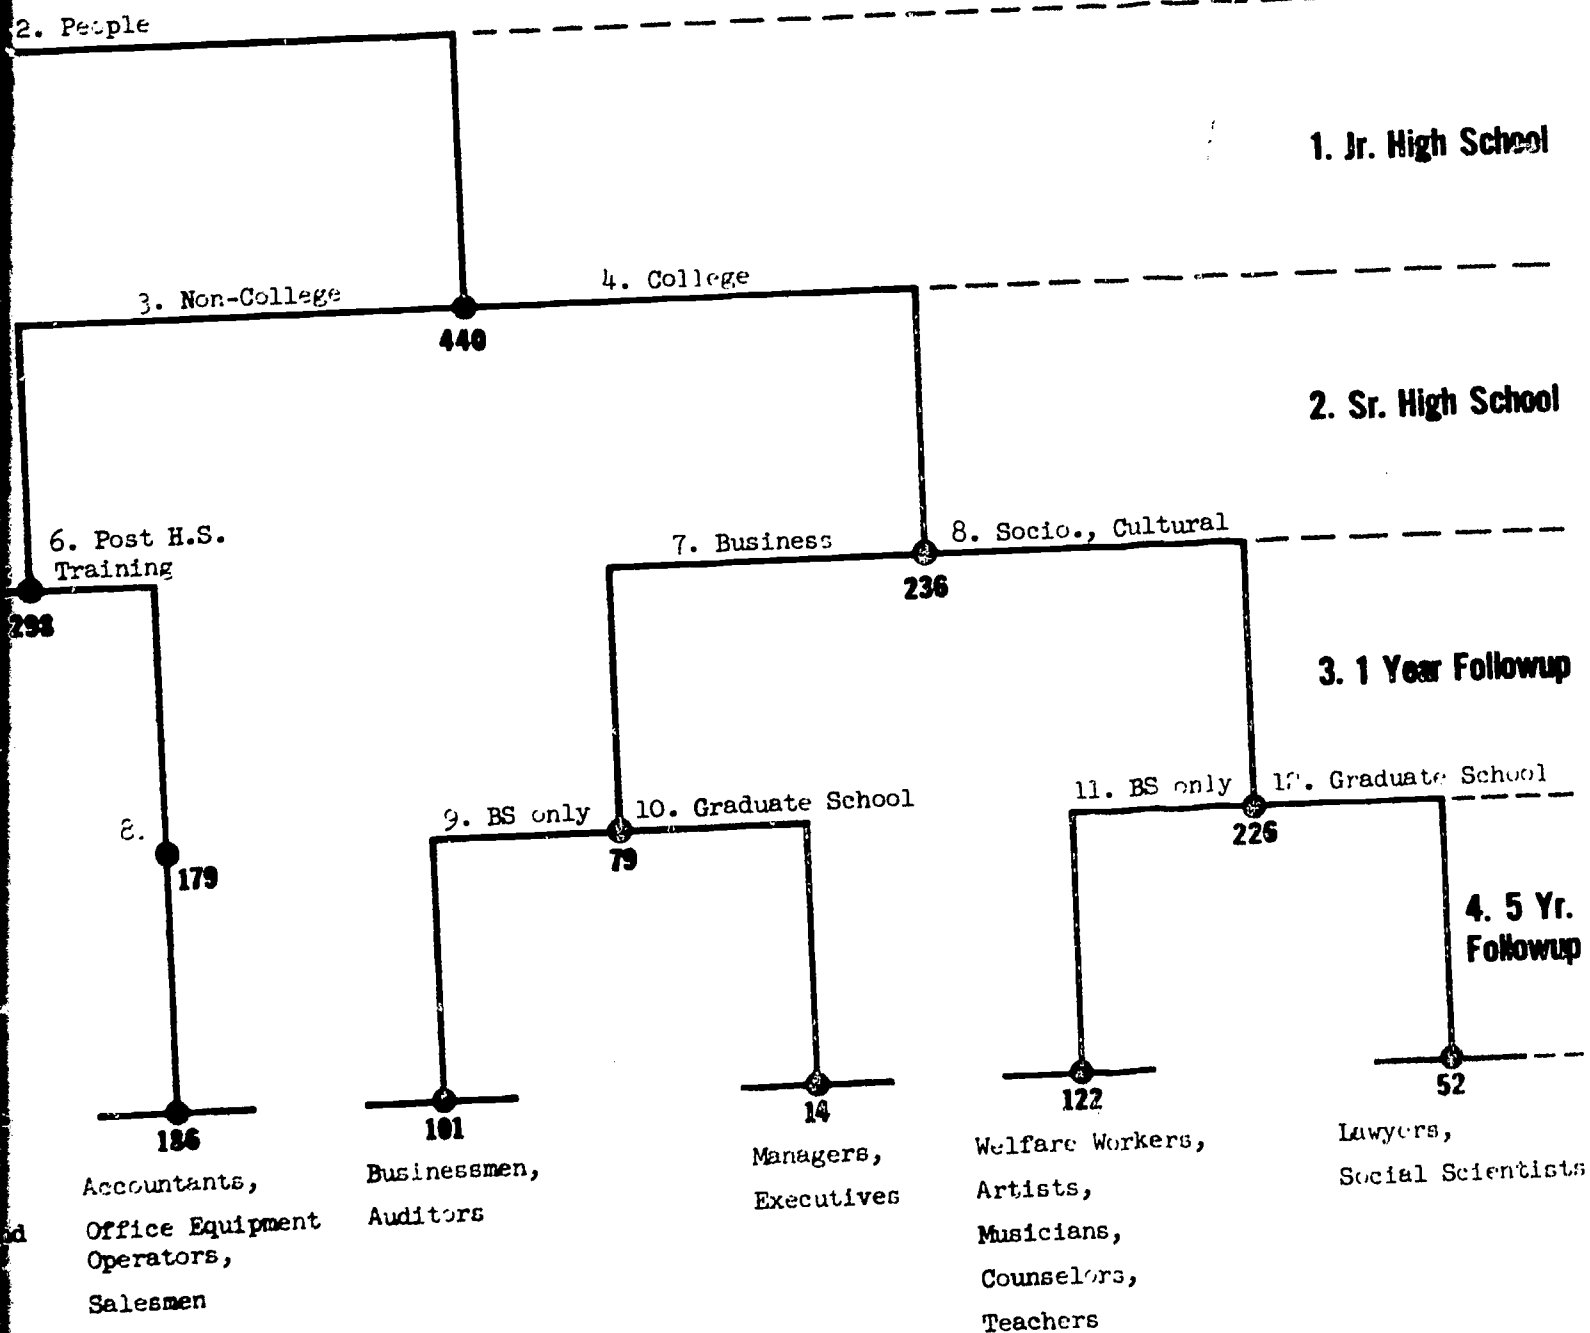 2. People
1. Jr. High School
3. Non-College
4. College
440
2. Sr. High School
6. Post H.S.
Training
7. Business
8. Socio., Cultural
298
236
3. 1 Year Followup
9. BS only
10. Graduate School
11. BS only
12. Graduate School
8.
179
79
226
4. 5 Yr.
Followup
186
Accountants,
Office Equipment
Operators,
Salesmen
101
Businessmen,
Auditors
14
Managers,
Executives
122
Welfare Workers,
Artists,
Musicians,
Counselors,
Teachers
52
Lawyers,
Social Scientists